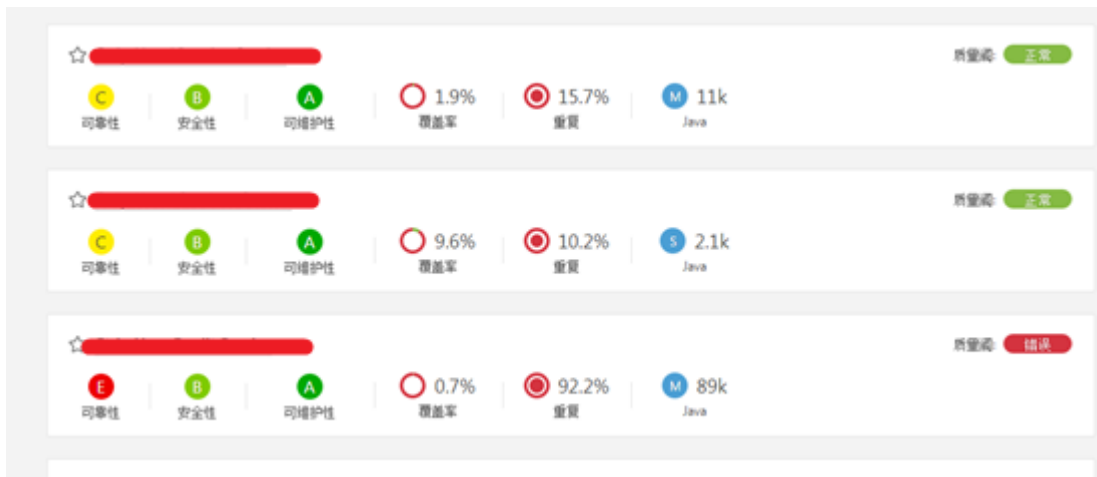 质量阈: 正常
C B A 1.9% 15.7% M 11k
可靠性 安全性 可维护性 覆盖率 重复 Java
质量阈: 正常
C B A 9.6% 10.2% S 2.1k
可靠性 安全性 可维护性 覆盖率 重复 Java
质量阈: 错误
E B A 0.7% 92.2% M 89k
可靠性 安全性 可维护性 覆盖率 重复 Java